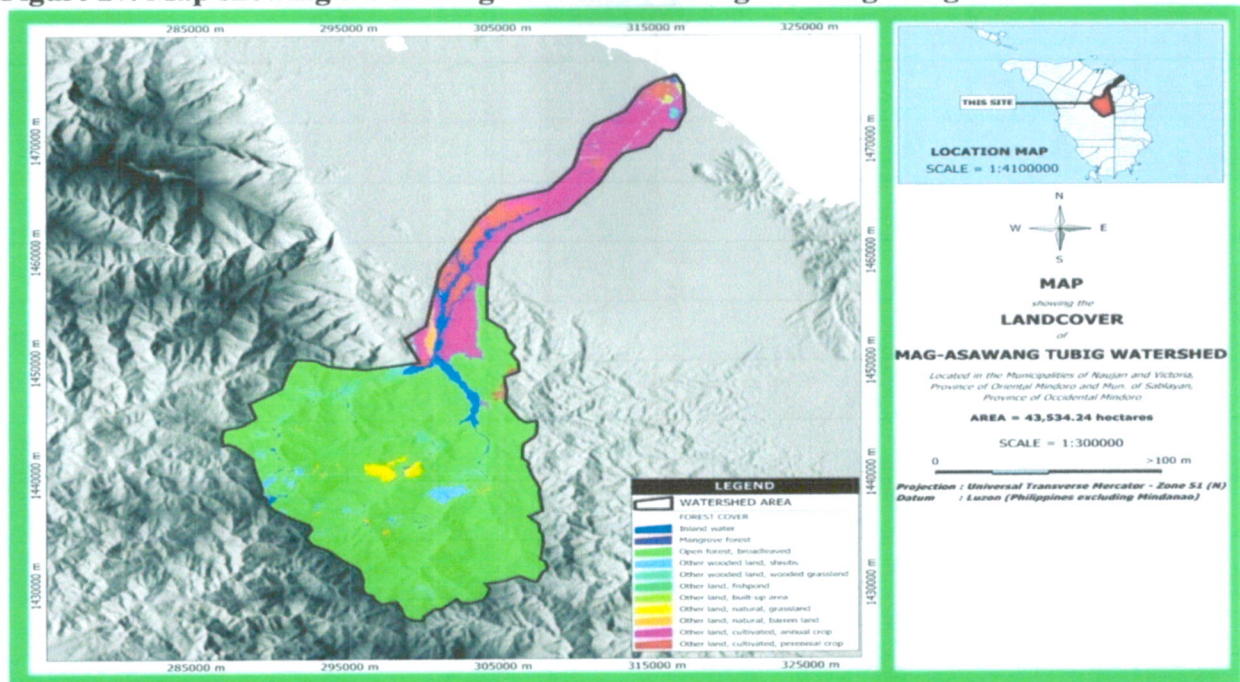 285000 m 295000 m 305000 m 315000 m 325000 m
1470000 m
1460000 m
1450000 m
1440000 m
1430000 m
1470000 m
1460000 m
1450000 m
1440000 m
1430000 m
285000 m 295000 m 305000 m 315000 m 325000 m
LEGEND
WATERSHED AREA
FOREST COVER
Inland water
Mangrove forest
Open forest, broadleaved
Other wooded land, shrubs
Other wooded land, wooded grassland
Other land, fishpond
Other land, built-up area
Other land, natural, grassland
Other land, natural, barren land
Other land, cultivated, annual crop
Other land, cultivated, perennial crop
THIS SITE
LOCATION MAP
SCALE = 1:4100000
N
W E
S
MAP
showing the
LANDCOVER
of
MAG-ASAWANG TUBIG WATERSHED
Located in the Municipalities of Naujan and Victoria,
Province of Oriental Mindoro and Mun. of Sablayan,
Province of Occidental Mindoro
AREA = 43,534.24 hectares
SCALE = 1:300000
0 >100 m
Projection : Universal Transverse Mercator - Zone 51 (N)
Datum : Luzon (Philippines excluding Mindanao)